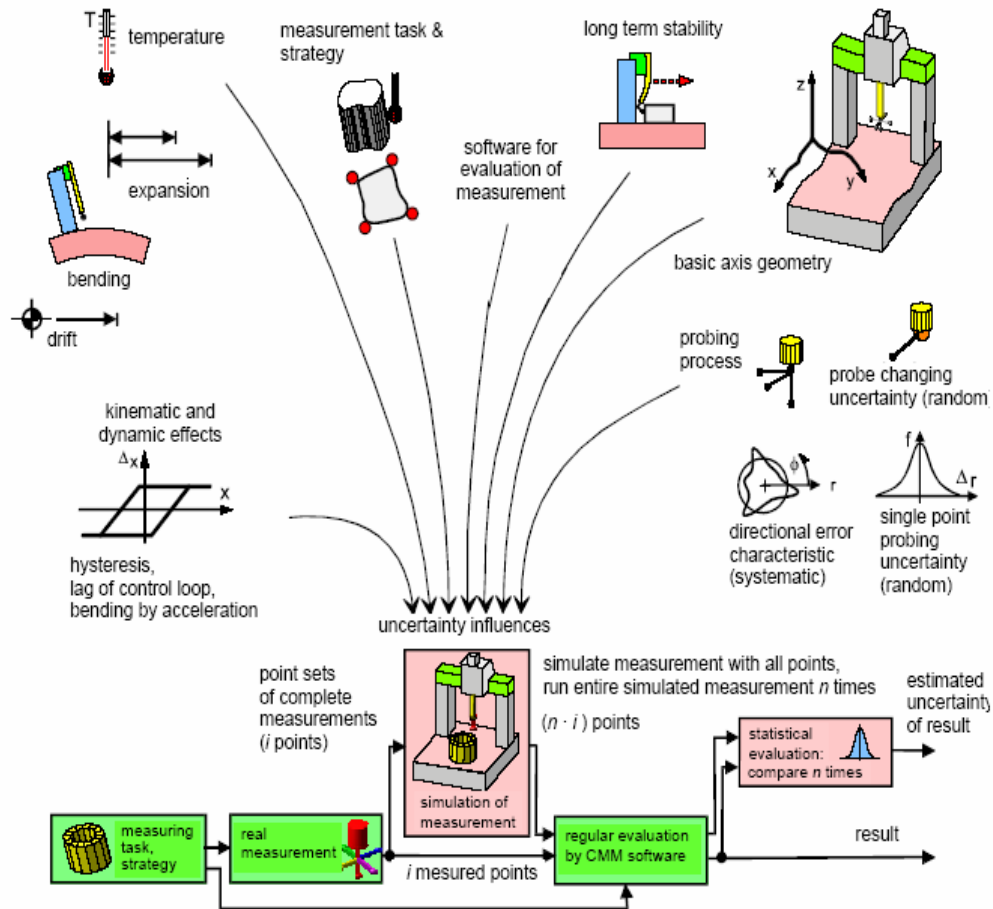 T
temperature
expansion
bending
drift
measurement task &
strategy
software for
evaluation of
measurement
long term stability
z
x
y
basic axis geometry
probing
process
probe changing
uncertainty (random)
kinematic and
dynamic effects
Δx
x
hysteresis,
lag of control loop,
bending by acceleration
ϕ
r
directional error
characteristic
(systematic)
f
Δr
single point
probing
uncertainty
(random)
uncertainty influences
point sets
of complete
measurements
(i points)
simulation of
measurement
simulate measurement with all points,
run entire simulated measurement n times
(n · i ) points
estimated
uncertainty
of result
statistical
evaluation:
compare n times
measuring
task,
strategy
real
measurement
i mesured points
regular evaluation
by CMM software
result